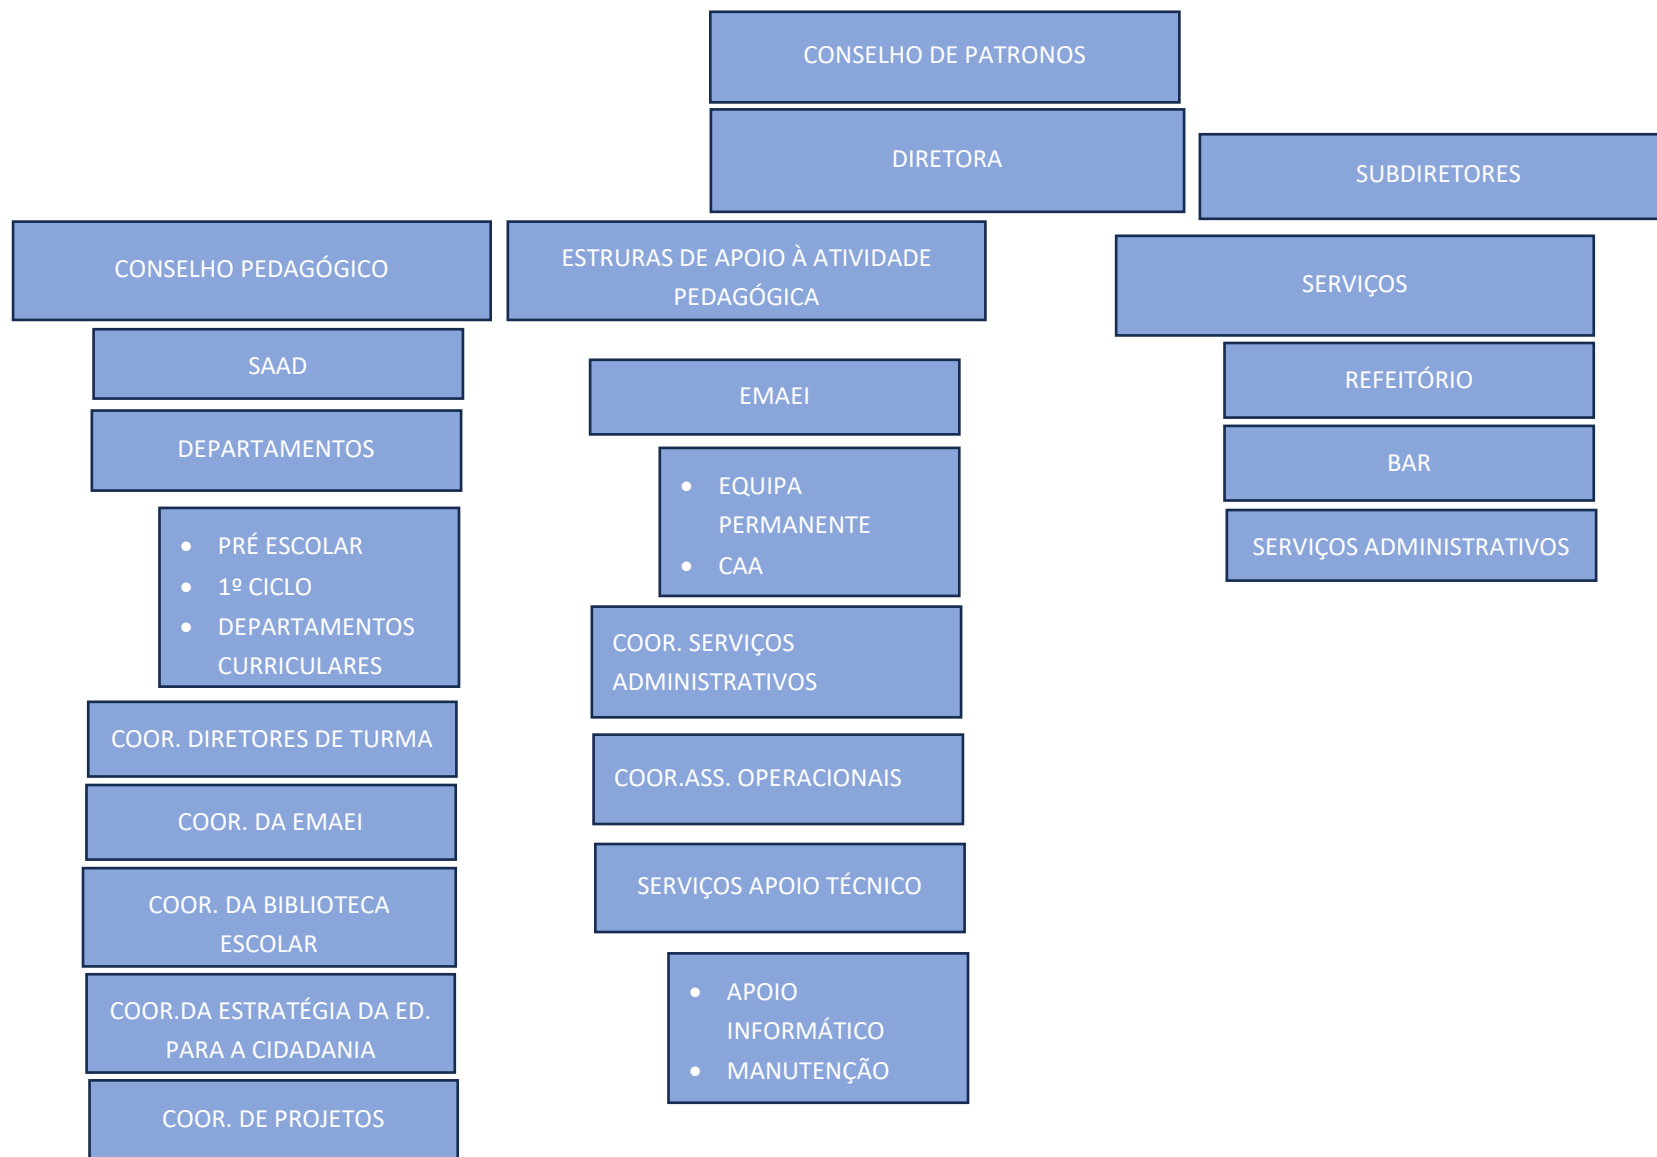 CONSELHO DE PATRONOS
DIRETORA
SUBDIRETORES
CONSELHO PEDAGÓGICO
SAAD
DEPARTAMENTOS
• PRÉ ESCOLAR
• 1º CICLO
• DEPARTAMENTOS
CURRICULARES
COOR. DIRETORES DE TURMA
COOR. DA EMAEI
COOR. DA BIBLIOTECA
ESCOLAR
COOR.DA ESTRATÉGIA DA ED.
PARA A CIDADANIA
COOR. DE PROJETOS
ESTRURAS DE APOIO À ATIVIDADE
PEDAGÓGICA
EMAEI
• EQUIPA
PERMANENTE
• CAA
COOR. SERVIÇOS
ADMINISTRATIVOS
COOR.ASS. OPERACIONAIS
SERVIÇOS APOIO TÉCNICO
• APOIO
INFORMÁTICO
• MANUTENÇÃO
SERVIÇOS
REFEITÓRIO
BAR
SERVIÇOS ADMINISTRATIVOS